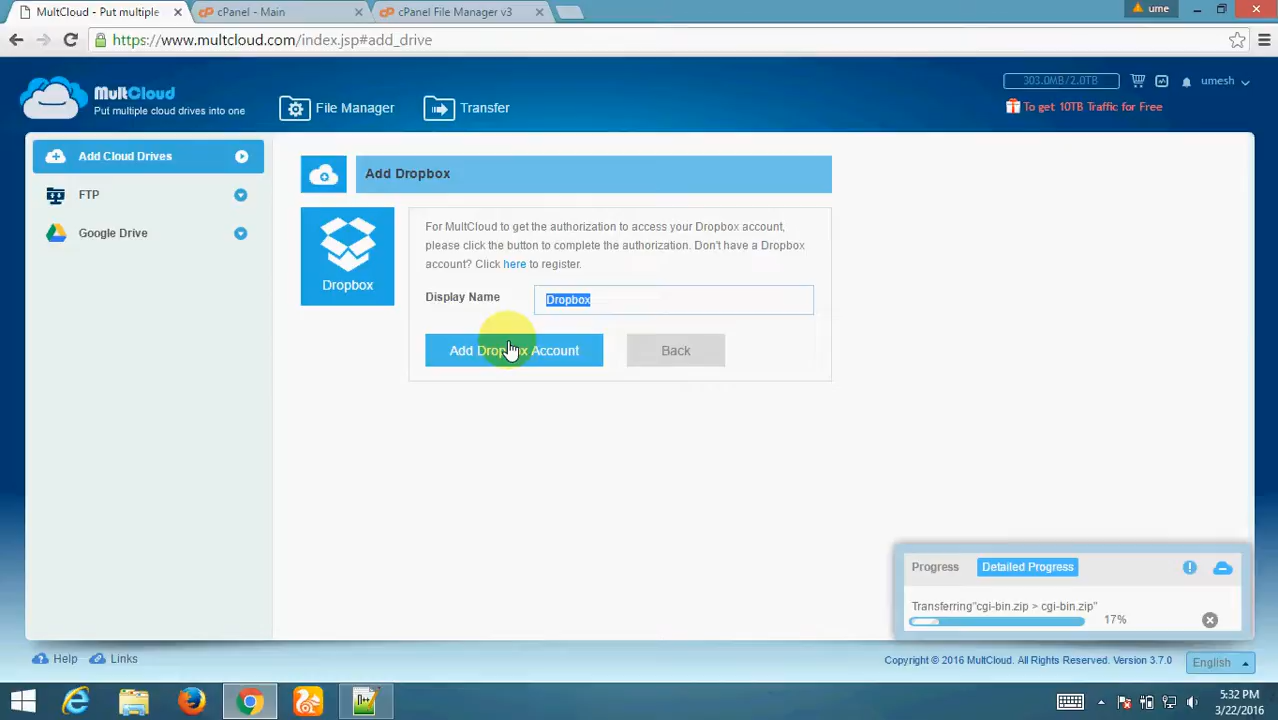 MultCloud - Put multiple
cPanel - Main
cPanel File Manager v3
ume
https://www.multcloud.com/index.jsp#add_drive
MultCloud
Put multiple cloud drives into one
File Manager
Transfer
303.0MB/2.0TB
umesh
To get 10TB Traffic for Free
Add Cloud Drives
FTP
Google Drive
Add Dropbox
Dropbox
For MultCloud to get the authorization to access your Dropbox account,
please click the button to complete the authorization. Don't have a Dropbox
account? Click here to register.
Display Name
Dropbox
Add Dropbox Account
Back
Progress
Detailed Progress
Transferring"cgi-bin.zip > cgi-bin.zip"
17%
Help
Links
Copyright © 2016 MultCloud. All Rights Reserved. Version 3.7.0
English
5:32 PM
3/22/2016